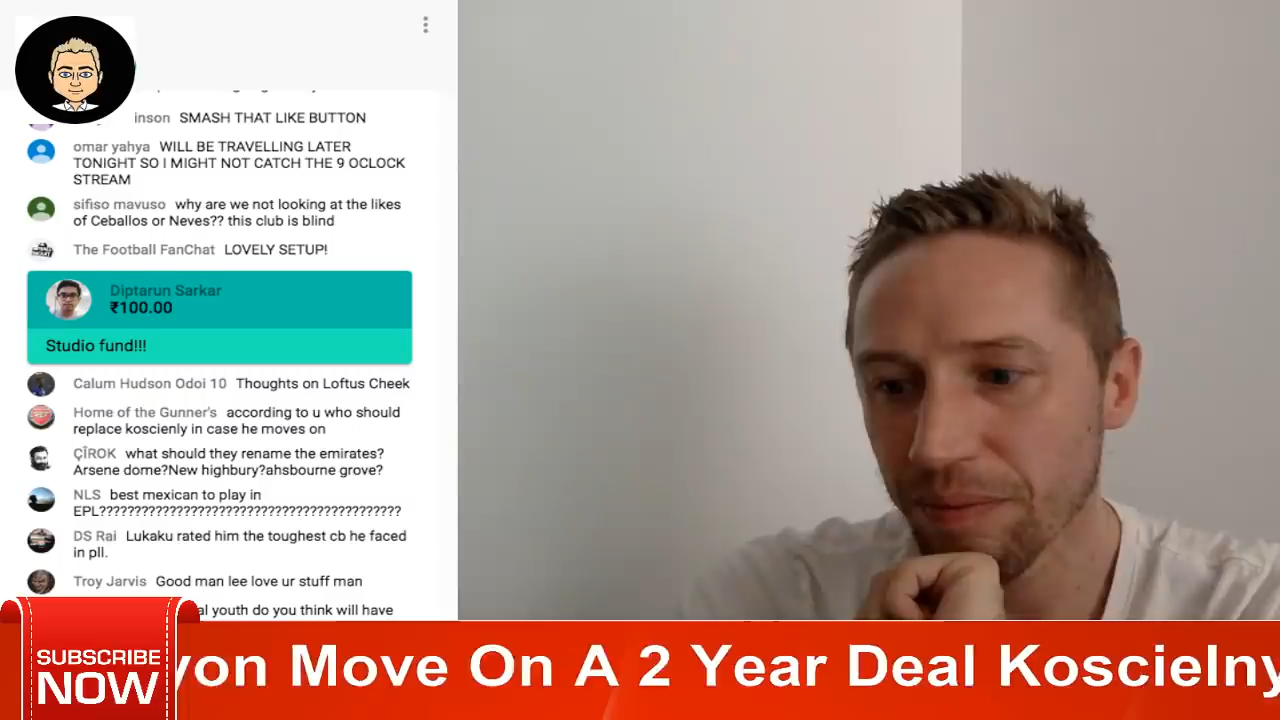 inson SMASH THAT LIKE BUTTON
omar yahya WILL BE TRAVELLING LATER
TONIGHT SO I MIGHT NOT CATCH THE 9 OCLOCK
STREAM
sifiso mavuso why are we not looking at the likes
of Ceballos or Neves?? this club is blind
The Football FanChat LOVELY SETUP!
Diptarun Sarkar
₹100.00
Studio fund!!!
Calum Hudson Odoi 10 Thoughts on Loftus Cheek
Home of the Gunner's according to u who should
replace koscienly in case he moves on
ÇÎROK what should they rename the emirates?
Arsene dome?New highbury?ahsbourne grove?
NLS best mexican to play in
EPL??????????????????????????????????????????
DS Rai Lukaku rated him the toughest cb he faced
in pll.
Troy Jarvis Good man lee love ur stuff man
al youth do you think will have
SUBSCRIBE
NOW
yon Move On A 2 Year Deal Koscielny